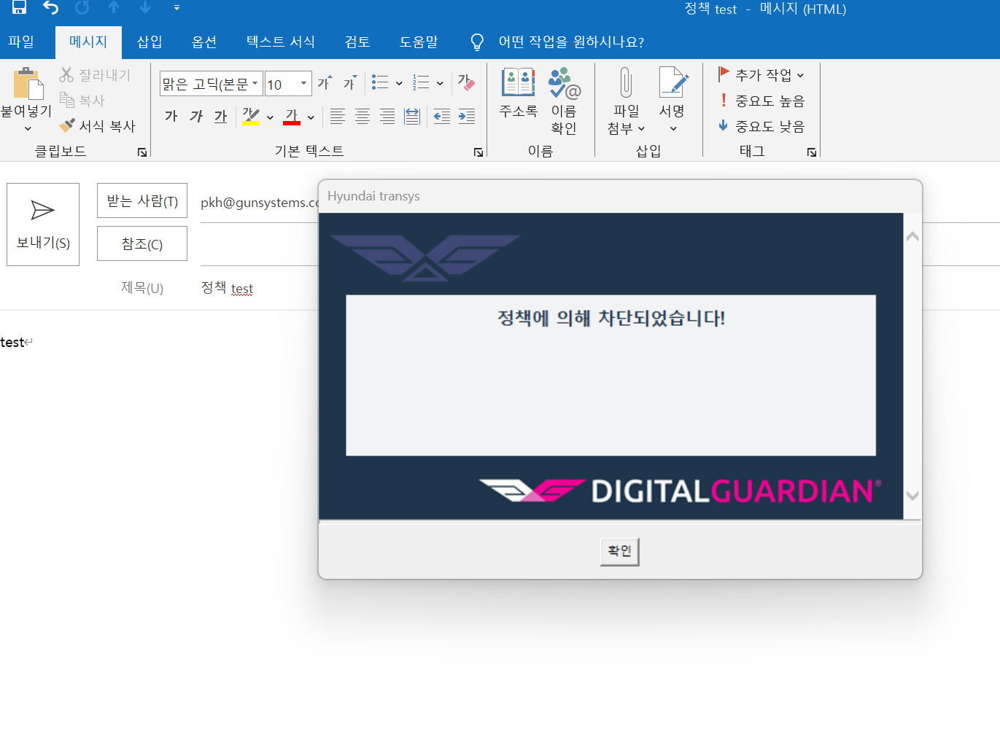 정책 test - 메시지 (HTML)
파일 메시지 삽입 옵션 텍스트 서식 검토 도움말 어떤 작업을 원하시나요?
붙여넣기
잘라내기
복사
서식 복사
클립보드
맑은 고딕(본문 10 가 가 가
가 가 가 가 가
기본 텍스트
주소록
이름
확인
이름
파일
첨부
서명
삽입
추가 작업
중요도 높음
중요도 낮음
태그
보내기(S)
받는 사람(T) pkh@gunsystems.co
참조(C)
제목(U) 정책 test
test
Hyundai transys
정책에 의해 차단되었습니다!
DIGITALGUARDIAN®
확인